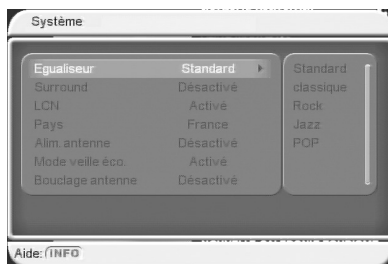 Système
Egualiseur Standard
Surround Désactivé
LCN Activé
Pays France
Alim. antenne Désactivé
Mode veille éco. Activé
Bouclage antenne Désactivé
Standard
classique
Rock
Jazz
POP
Aide: INFO